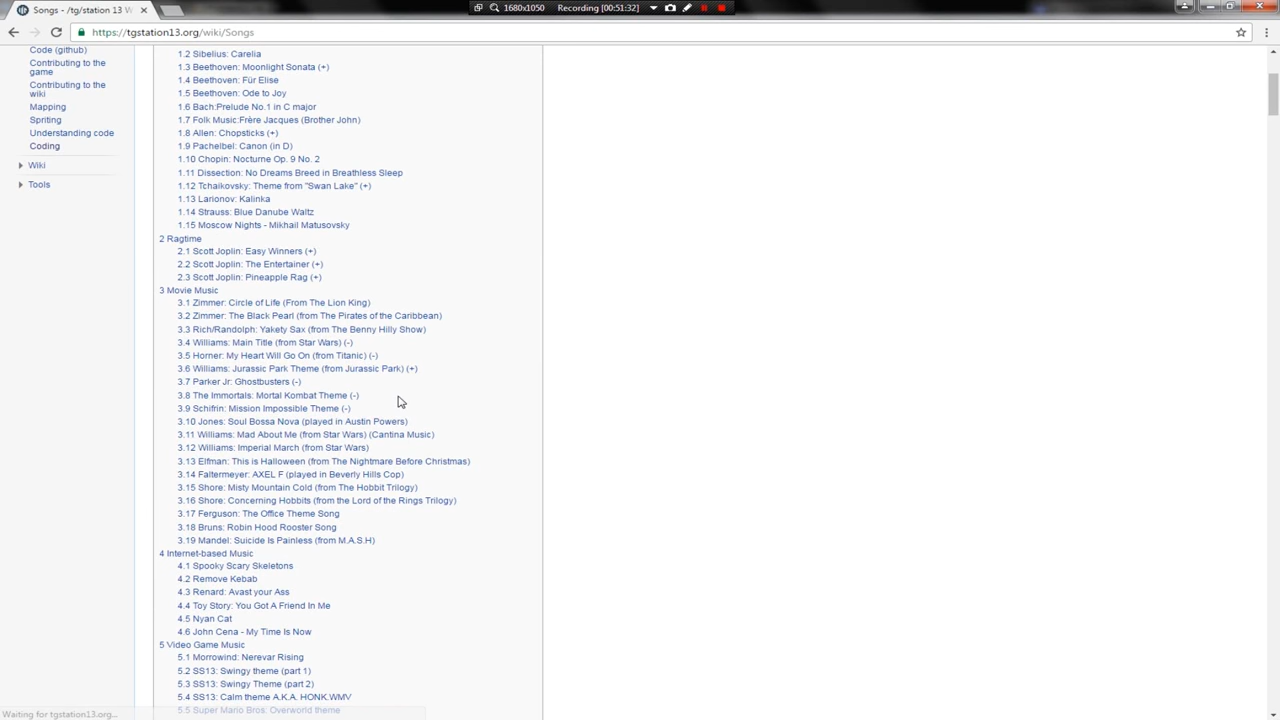 Songs - /tg/station 13 W
1680x1050
Recording [00:51:32]
https://tgstation13.org/wiki/Songs
Code (github)
Contributing to the
game
Contributing to the
wiki
Mapping
Spriting
Understanding code
Coding
Wiki
Tools
1.2 Sibelius: Carelia
1.3 Beethoven: Moonlight Sonata (+)
1.4 Beethoven: Für Elise
1.5 Beethoven: Ode to Joy
1.6 Bach:Prelude No.1 in C major
1.7 Folk Music:Frère Jacques (Brother John)
1.8 Allen: Chopsticks (+)
1.9 Pachelbel: Canon (in D)
1.10 Chopin: Nocturne Op. 9 No. 2
1.11 Dissection: No Dreams Breed in Breathless Sleep
1.12 Tchaikovsky: Theme from "Swan Lake" (+)
1.13 Larionov: Kalinka
1.14 Strauss: Blue Danube Waltz
1.15 Moscow Nights - Mikhail Matusovsky
2 Ragtime
2.1 Scott Joplin: Easy Winners (+)
2.2 Scott Joplin: The Entertainer (+)
2.3 Scott Joplin: Pineapple Rag (+)
3 Movie Music
3.1 Zimmer: Circle of Life (From The Lion King)
3.2 Zimmer: The Black Pearl (from The Pirates of the Caribbean)
3.3 Rich/Randolph: Yakety Sax (from The Benny Hilly Show)
3.4 Williams: Main Title (from Star Wars) (-)
3.5 Horner: My Heart Will Go On (from Titanic) (-)
3.6 Williams: Jurassic Park Theme (from Jurassic Park) (+)
3.7 Parker Jr: Ghostbusters (-)
3.8 The Immortals: Mortal Kombat Theme (-)
3.9 Schifrin: Mission Impossible Theme (-)
3.10 Jones: Soul Bossa Nova (played in Austin Powers)
3.11 Williams: Mad About Me (from Star Wars) (Cantina Music)
3.12 Williams: Imperial March (from Star Wars)
3.13 Elfman: This is Halloween (from The Nightmare Before Christmas)
3.14 Faltermeyer: AXEL F (played in Beverly Hills Cop)
3.15 Shore: Misty Mountain Cold (from The Hobbit Trilogy)
3.16 Shore: Concerning Hobbits (from the Lord of the Rings Trilogy)
3.17 Ferguson: The Office Theme Song
3.18 Bruns: Robin Hood Rooster Song
3.19 Mandel: Suicide Is Painless (from M.A.S.H)
4 Internet-based Music
4.1 Spooky Scary Skeletons
4.2 Remove Kebab
4.3 Renard: Avast your Ass
4.4 Toy Story: You Got A Friend In Me
4.5 Nyan Cat
4.6 John Cena - My Time Is Now
5 Video Game Music
5.1 Morrowind: Nerevar Rising
5.2 SS13: Swingy theme (part 1)
5.3 SS13: Swingy Theme (part 2)
5.4 SS13: Calm theme A.K.A. HONK.WMV
5.5 Super Mario Bros: Overworld theme
Waiting for tgstation13.org...